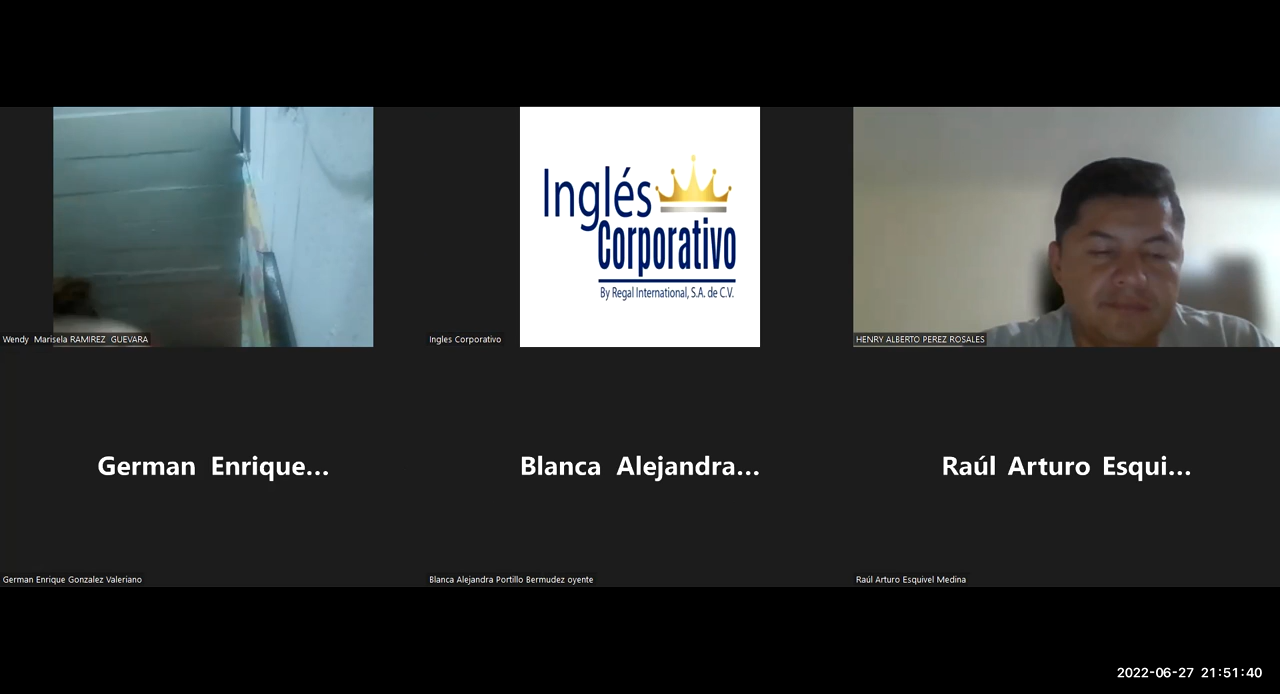 Inglés
Corporativo
By Regal International, S.A. de C.V.
Wendy Marisela RAMIREZ GUEVARA
Ingles Corporativo
HENRY ALBERTO PEREZ ROSALES
German Enrique...
Blanca Alejandra...
Raúl Arturo Esqui...
German Enrique Gonzalez Valeriano
Blanca Alejandra Portillo Bermudez oyente
Raúl Arturo Esquivel Medina
2022-06-27 21:51:40